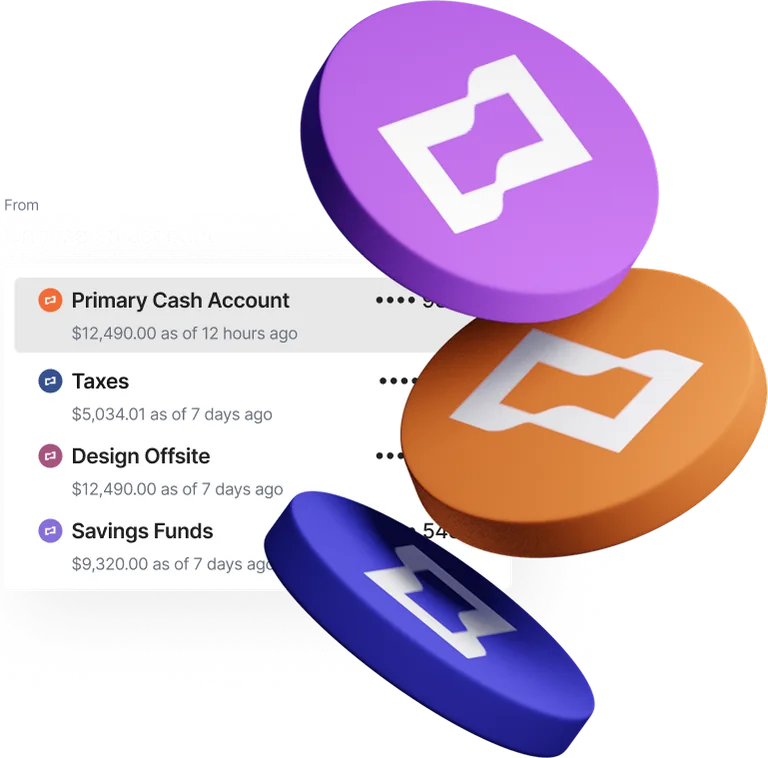 From
Primary Cash Account ••••
$12,490.00 as of 12 hours ago
Taxes ••••
$5,034.01 as of 7 days ago
Design Offsite •••
$12,490.00 as of 7 days ago
Savings Funds
$9,320.00 as of 7 days ago